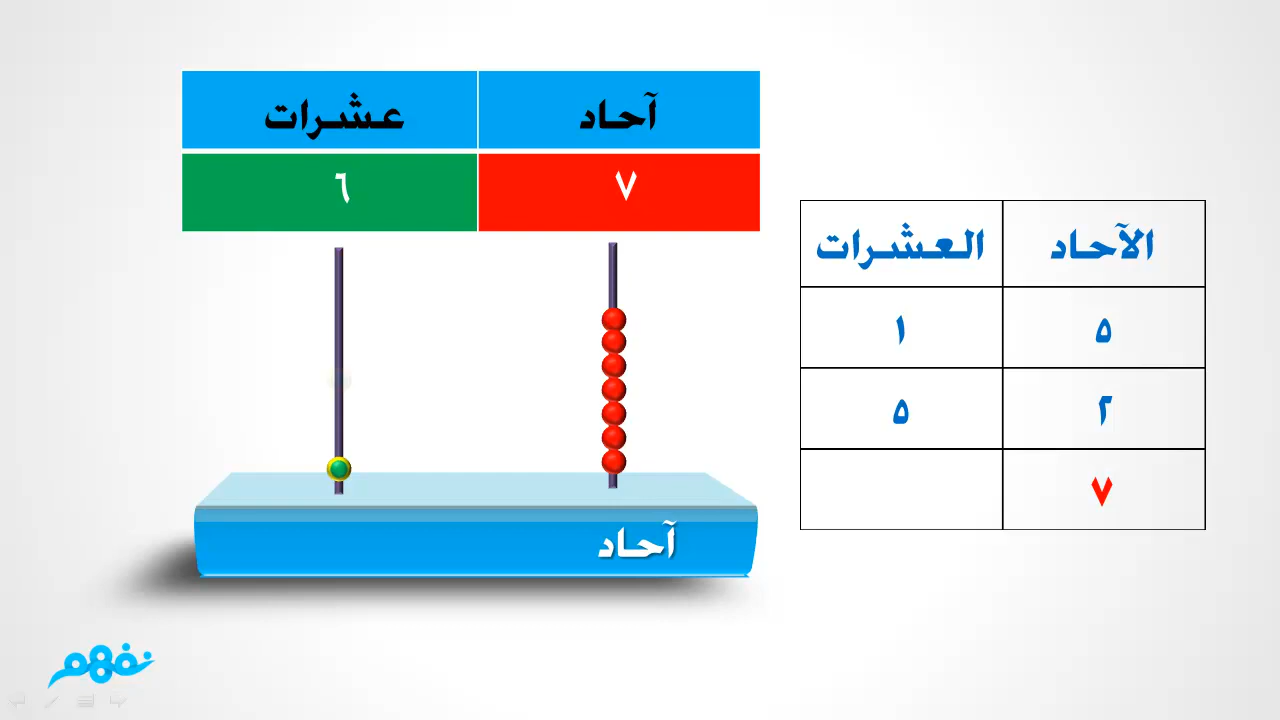 آحاد عشرات
٧ ٦
الآحاد العشرات
٥ ١
٢ ٥
٧
آحاد
نفهم